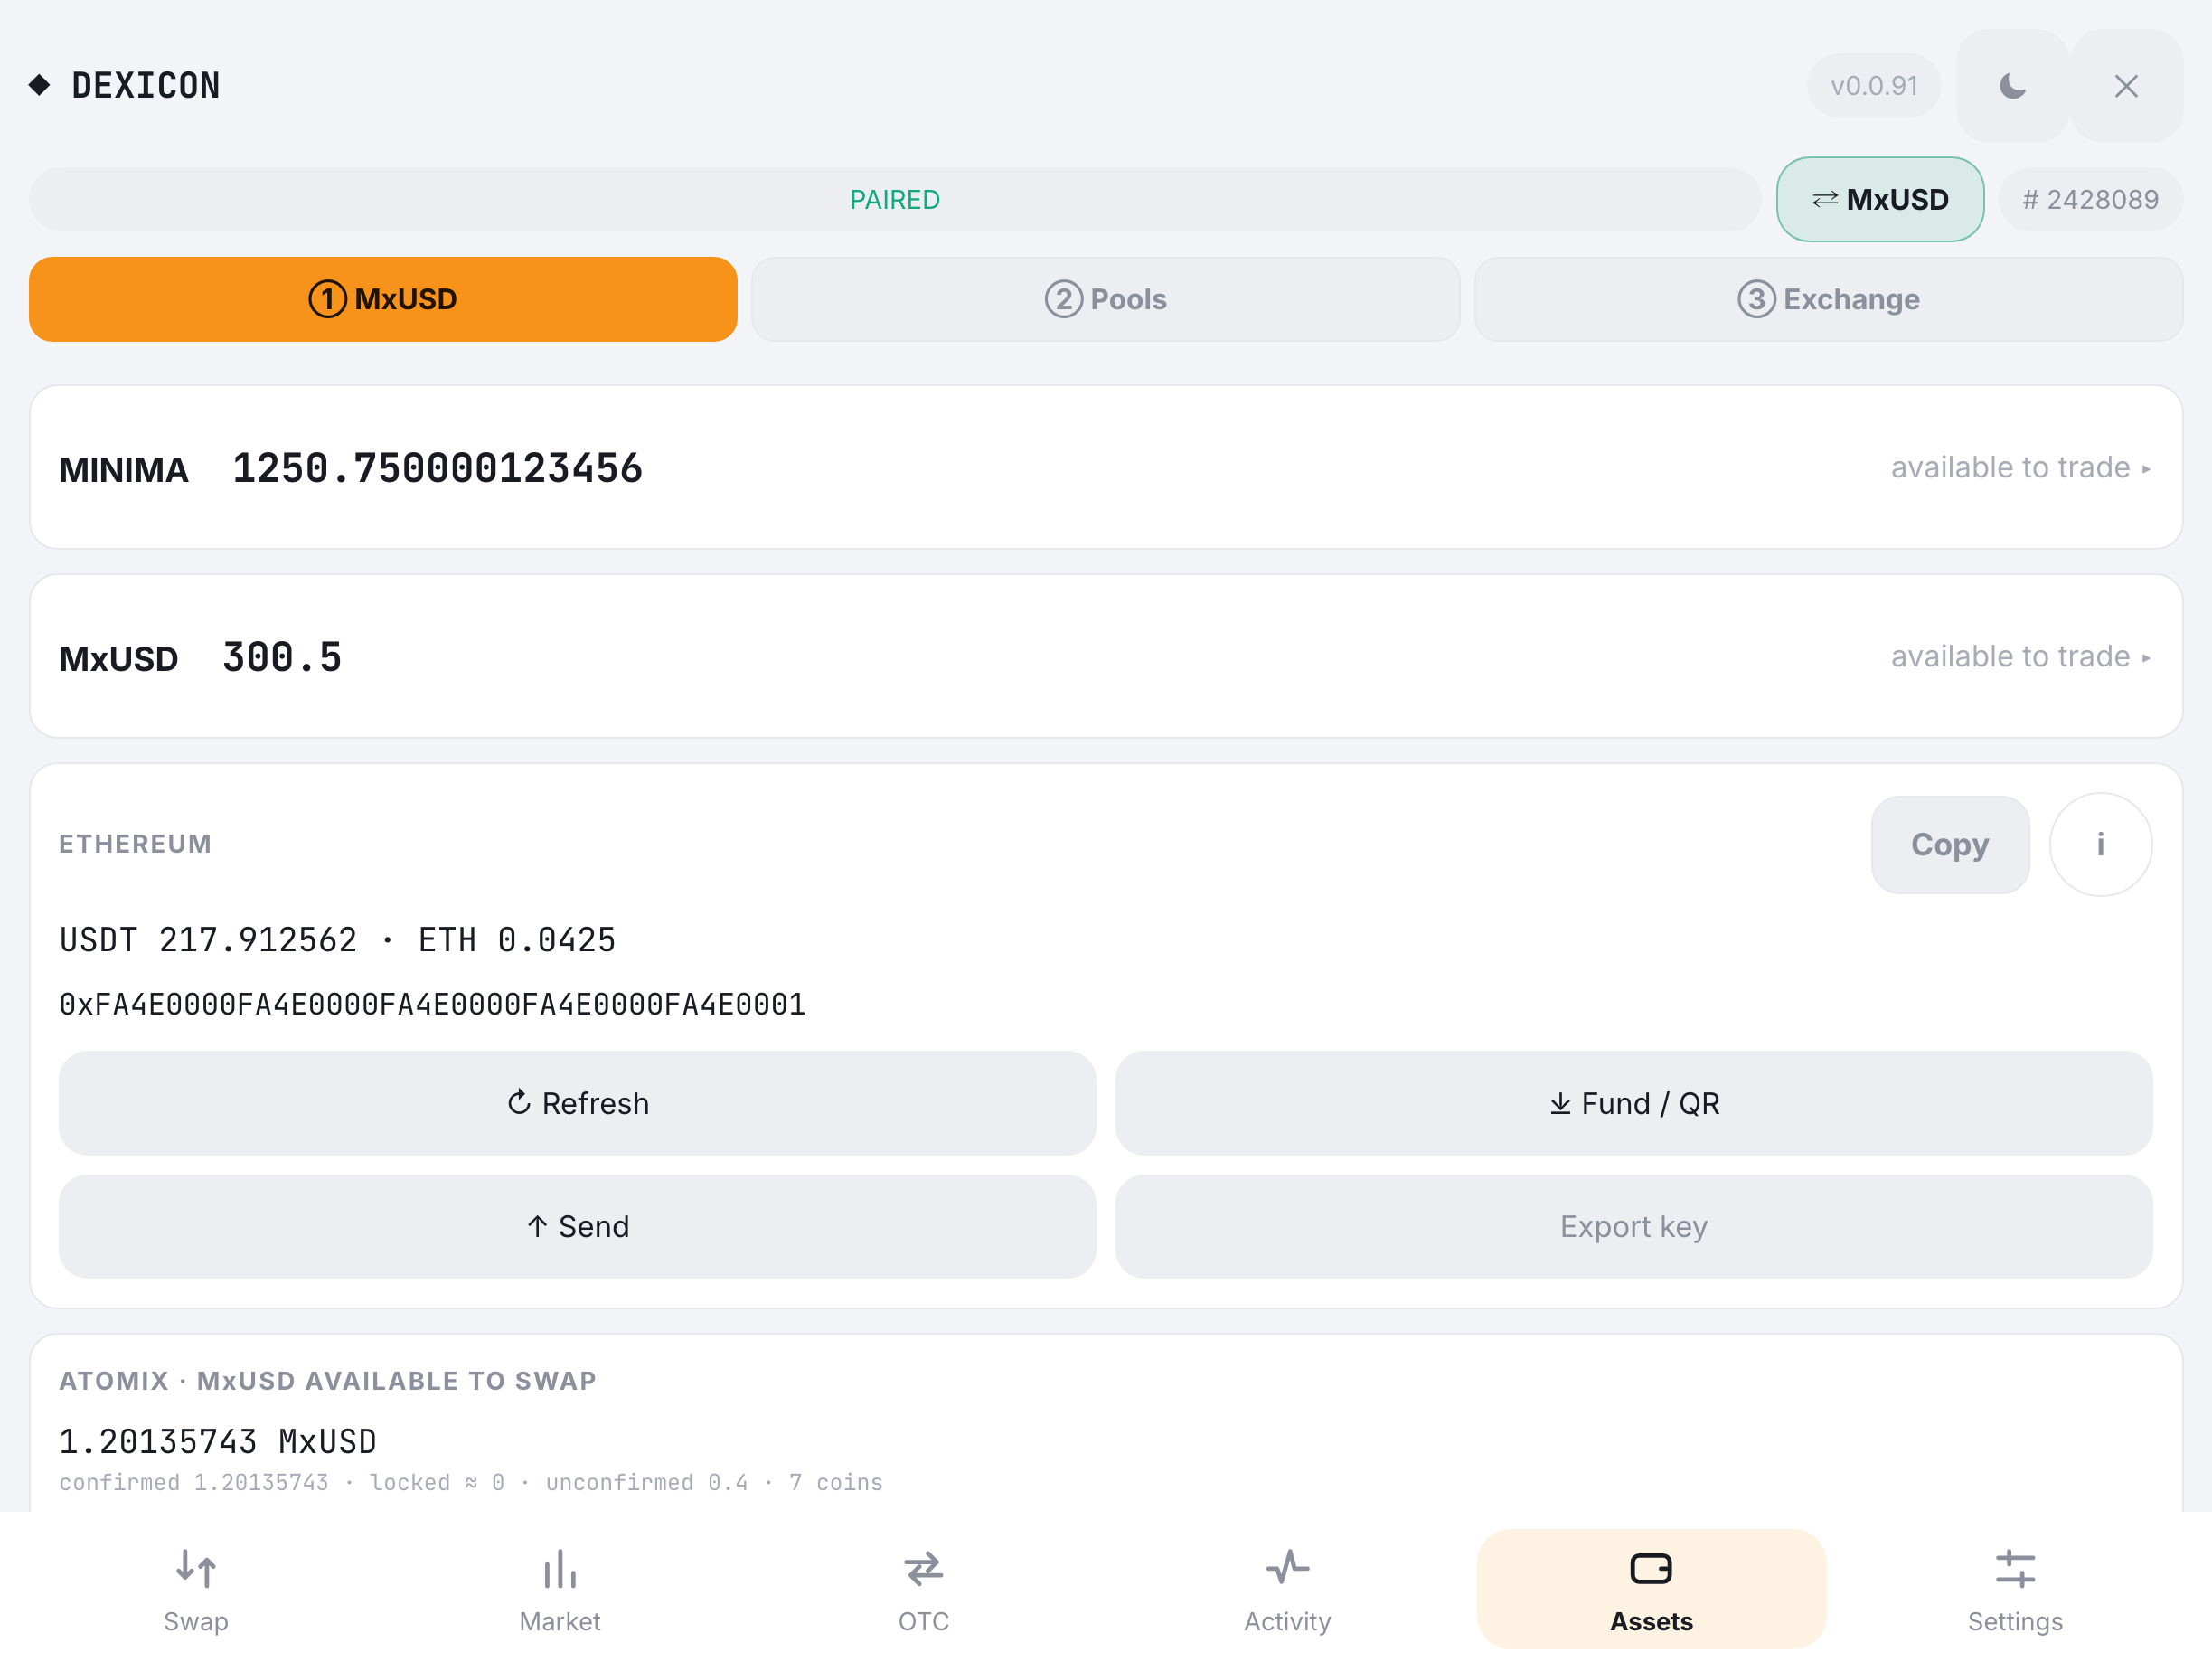 ◆ DEXICON
v0.0.91
PAIRED
⇄ MxUSD
# 2428089
① MxUSD
② Pools
③ Exchange
MINIMA 1250.750000123456
available to trade ▸
MxUSD 300.5
available to trade ▸
ETHEREUM
Copy
i
USDT 217.912562 · ETH 0.0425
0xFA4E0000FA4E0000FA4E0000FA4E0000FA4E0001
↻ Refresh
⤓ Fund / QR
↑ Send
Export key
ATOMIX · MxUSD AVAILABLE TO SWAP
1.20135743 MxUSD
confirmed 1.20135743 · locked ≈ 0 · unconfirmed 0.4 · 7 coins
Swap
Market
OTC
Activity
Assets
Settings